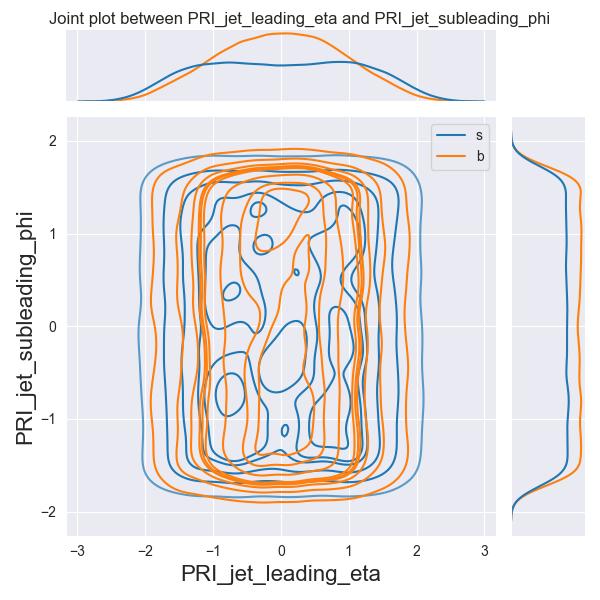 Joint plot between PRI_jet_leading_eta and PRI_jet_subleading_phi
s
b
2
1
0
−1
−2
PRI_jet_subleading_phi
−3 −2 −1 0 1 2 3
PRI_jet_leading_eta